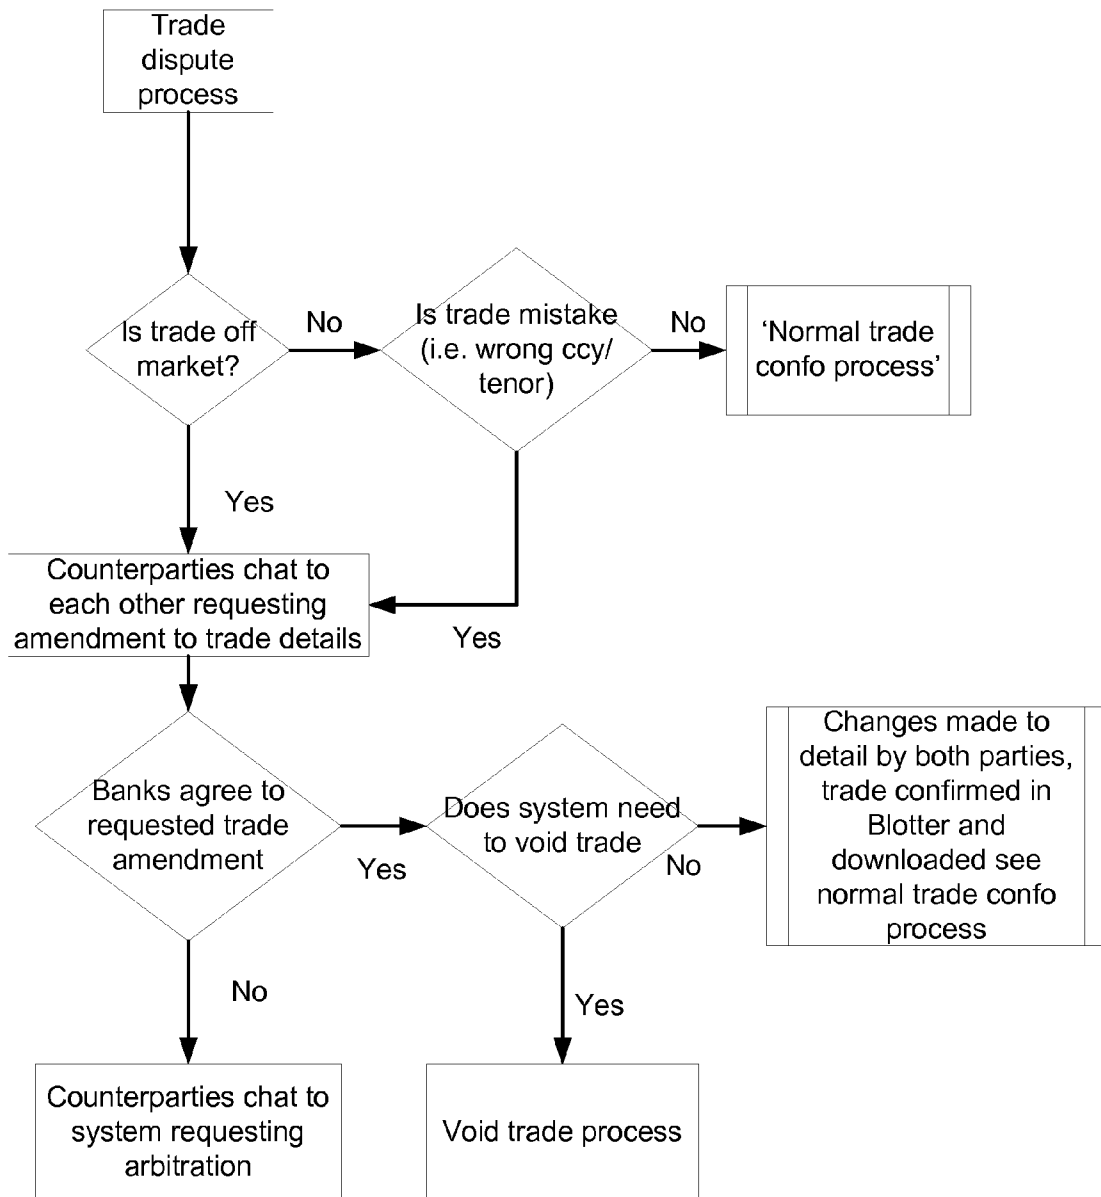 Trade
dispute
process
Is trade off
market?
No
Is trade mistake
(i.e. wrong ccy/
tenor)
No
‘Normal trade
confo process’
Yes
Counterparties chat to
each other requesting
amendment to trade details
Yes
Banks agree to
requested trade
amendment
Yes
Does system need
to void trade
No
Changes made to
detail by both parties,
trade confirmed in
Blotter and
downloaded see
normal trade confo
process
No
Yes
Counterparties chat to
system requesting
arbitration
Void trade process